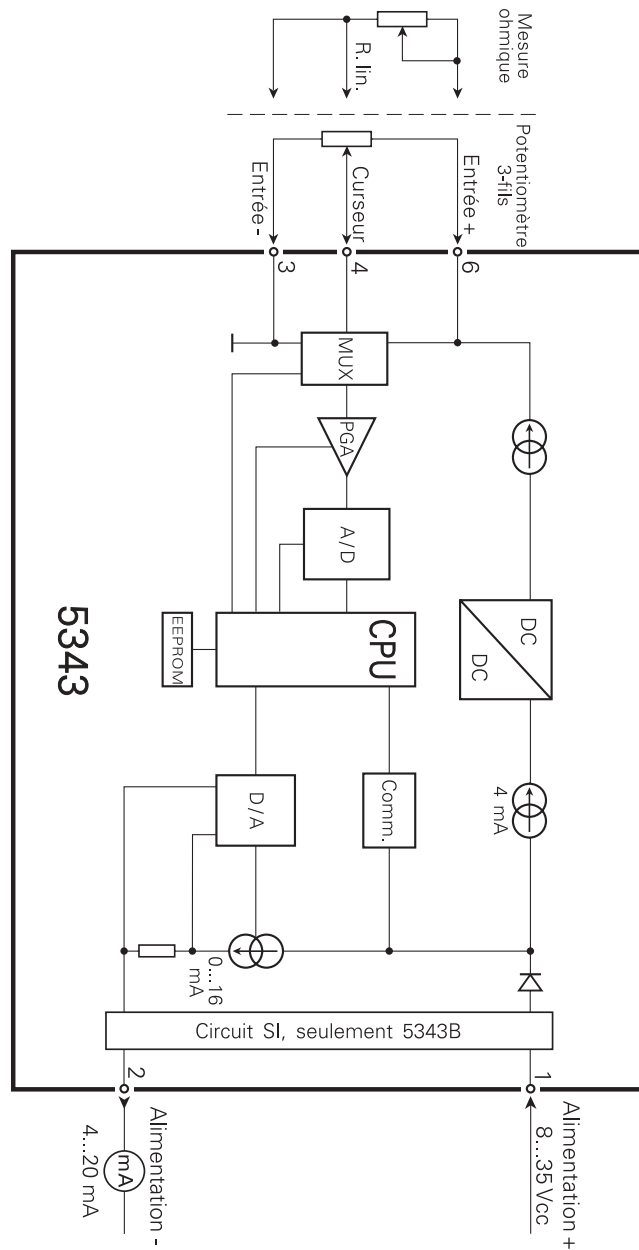 Mesure
ohmique
R. lin.
Potentiomètre
3-fils
Entrée +
Curseur
Entrée -
6
4
3
MUX
PGA
A/D
CPU
EEPROM
5343
DC
DC
4 mA
Comm.
D/A
0...16
mA
Circuit SI, seulement 5343B
1
2
Alimentation +
8....35 Vcc
mA
Alimentation -
4....20 mA